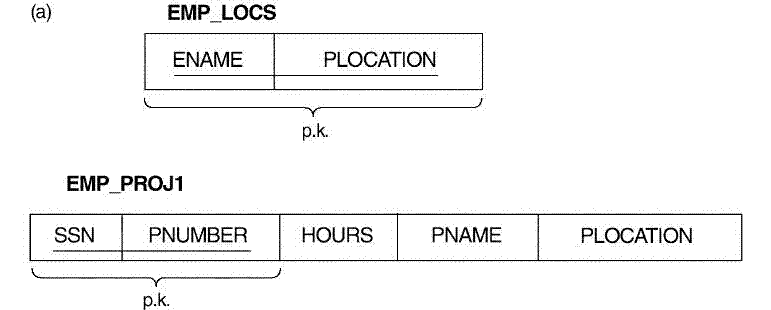 (a) EMP_LOCS
ENAME PLOCATION
p.k.
EMP_PROJ1
SSN PNUMBER HOURS PNAME PLOCATION
p.k.